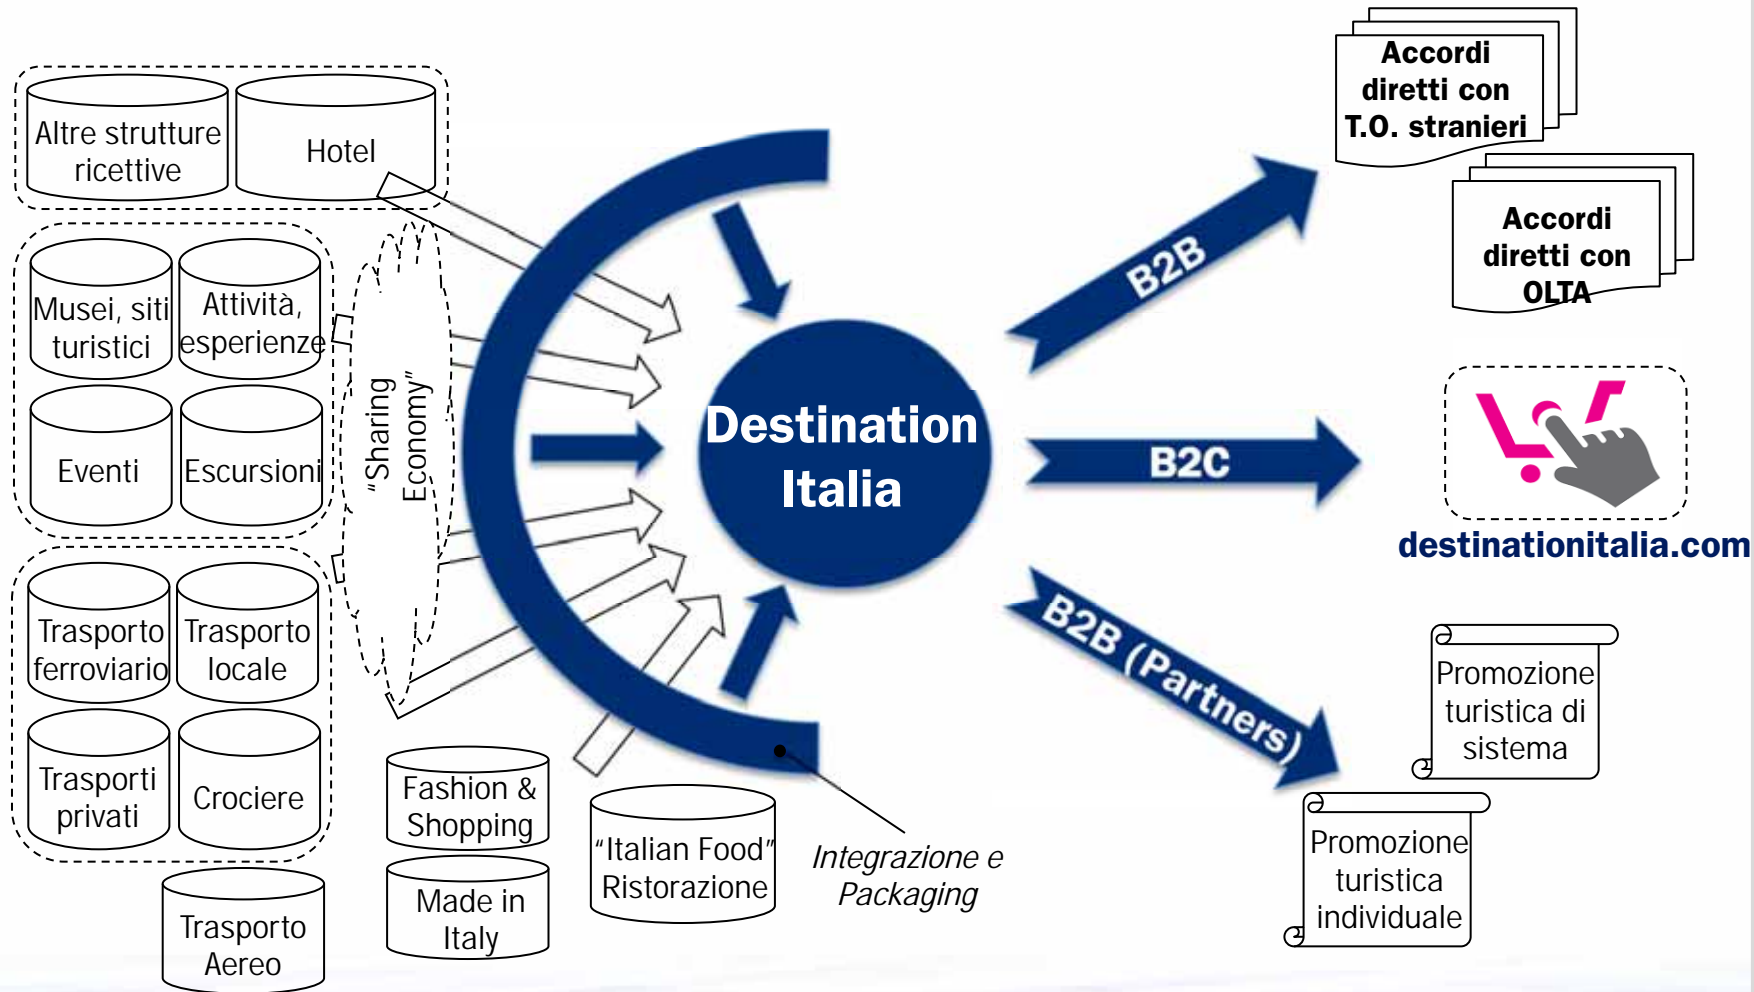 Altre strutture
ricettive
Hotel
Musei, siti
turistici
Attività,
esperienze
Eventi
Escursioni
"Sharing
Economy"
Trasporto
ferroviario
Trasporto
locale
Trasporti
privati
Crociere
Trasporto
Aereo
Fashion &
Shopping
Made in
Italy
"Italian Food"
Ristorazione
Integrazione e
Packaging
Destination
Italia
B2B
B2C
B2B (Partners)
Accordi
diretti con
T.O. stranieri
Accordi
diretti con
OLTA
destinationitalia.com
Promozione
turistica di
sistema
Promozione
turistica
individuale